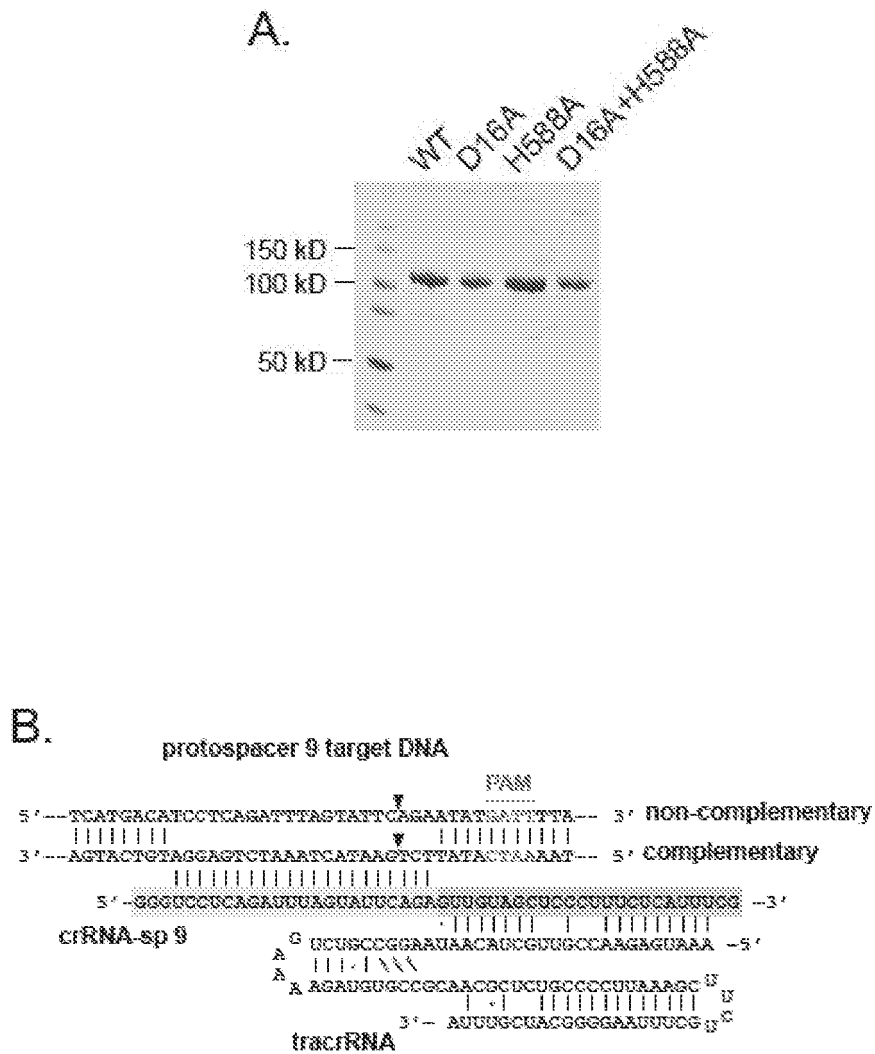 A.
WT D16A H588A D16A+H588A
150 kD
100 kD
50 kD
B.
protospacer 9 target DNA
PAM
5'--TCATGACATCCTCAGATTTAGTATTCAGAATATGATTTTA-- 3' non-complementary
3'--AGTACTGTAGGAGTCTAAATCATAAGTCTTATACTAAAAT-- 5' complementary
5'-GGGUCCUCAGAUUUAGUAUUCAGAGUUGUAGCUCCCUUUCUCAUUUCG -3'
crRNA-sp 9
G UCUGCCGGAAUAACAUCGUUGCCAAGAGUAAA -5'
A
A
A AGAUGUGCCGCAACGCUCUGCCCCUUAAAGC U
U
3'- AUUUGCUACGGGGAAUUUCG U C
tracrRNA